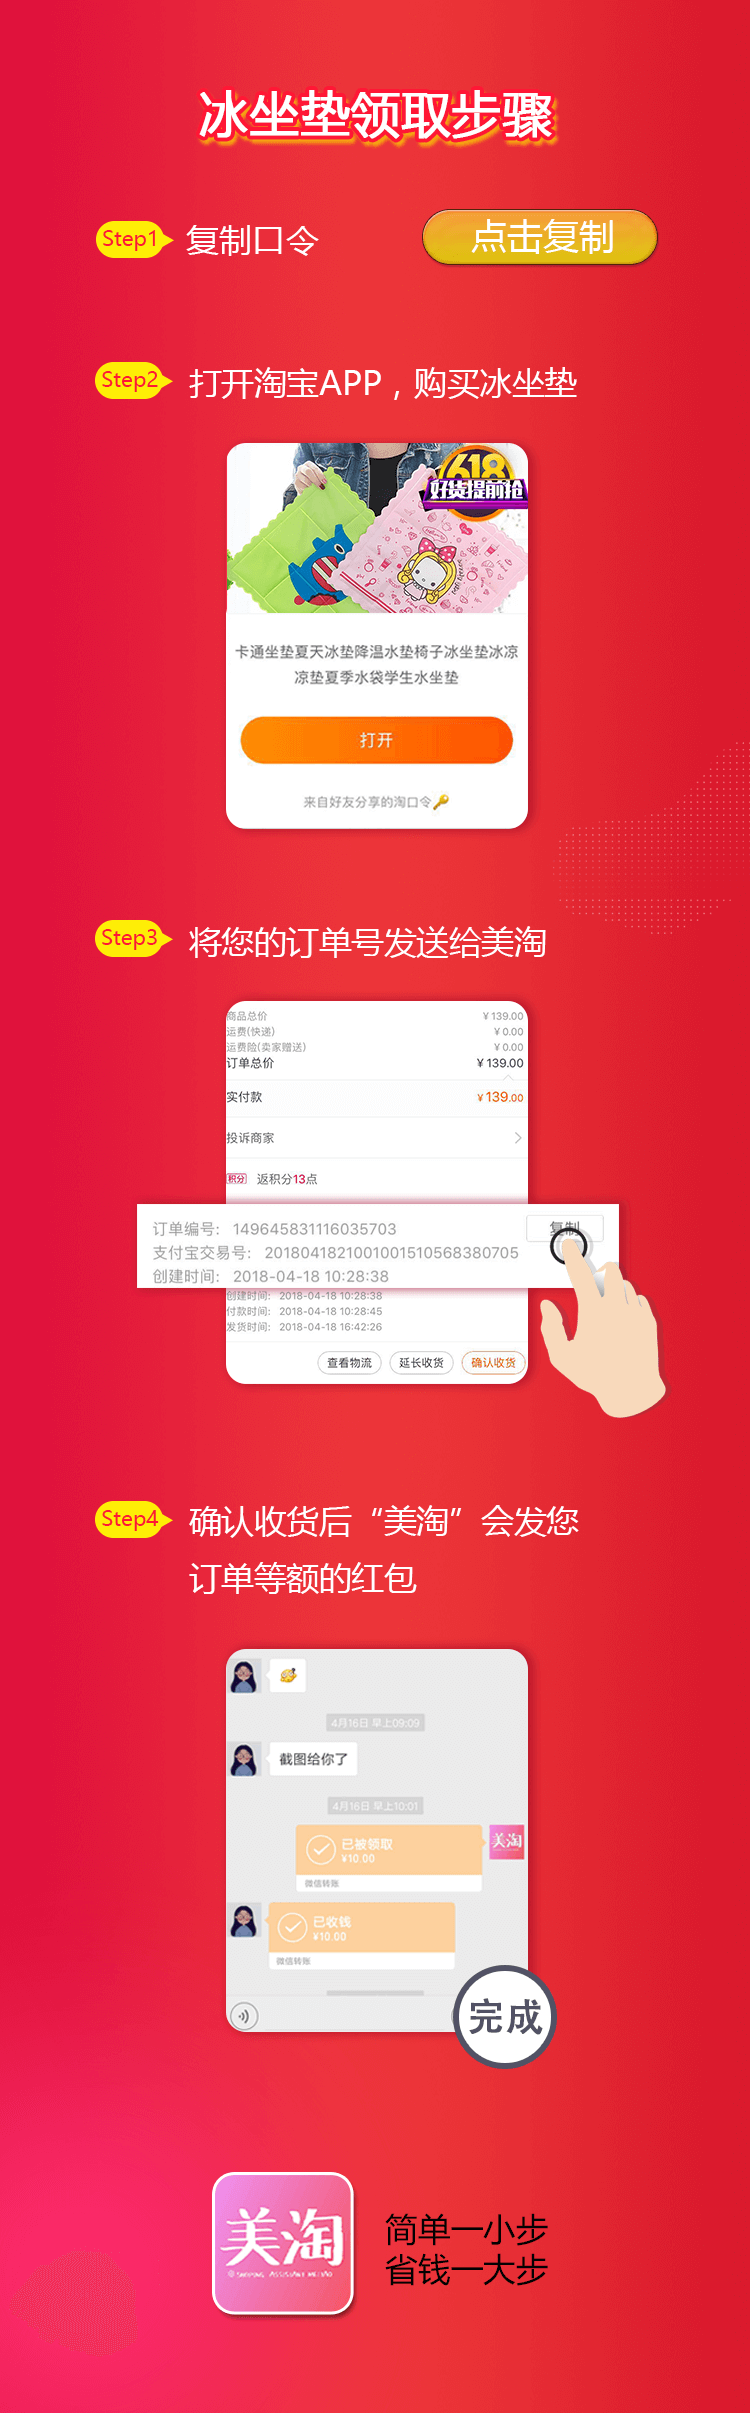 冰坐垫领取步骤
Step1 复制口令 点击复制
Step2 打开淘宝APP，购买冰坐垫
618
好货提前抢
卡通坐垫夏天冰垫降温水垫椅子冰坐垫冰凉
凉垫夏季水袋学生水坐垫
打开
来自好友分享的淘口令
Step3 将您的订单号发送给美淘
商品总价 ¥139.00
运费(快递) ¥0.00
运费险(卖家赠送) ¥0.00
订单总价 ¥139.00
实付款 ¥139.00
投诉商家
积分 返积分13点
订单编号: 149645831116035703 复制
支付宝交易号: 2018041821001001510568380705
创建时间: 2018-04-18 10:28:38
创建时间: 2018-04-18 10:28:38
付款时间: 2018-04-18 10:28:45
发货时间: 2018-04-18 16:42:26
查看物流 延长收货 确认收货
Step4 确认收货后“美淘”会发您
订单等额的红包
4月16日 早上09:09
截图给你了
4月16日 早上10:01
已被领取
¥10.00
微信转账
美淘
已收钱
¥10.00
微信转账
完成
美淘
简单一小步
省钱一大步